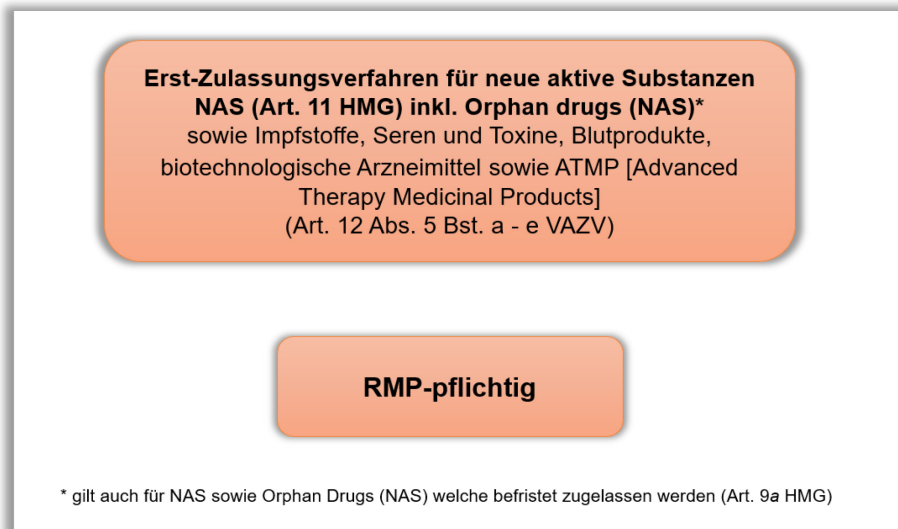 Erst-Zulassungsverfahren für neue aktive Substanzen
NAS (Art. 11 HMG) inkl. Orphan drugs (NAS)*
sowie Impfstoffe, Seren und Toxine, Blutprodukte,
biotechnologische Arzneimittel sowie ATMP [Advanced
Therapy Medicinal Products]
(Art. 12 Abs. 5 Bst. a - e VAZV)
RMP-pflichtig
* gilt auch für NAS sowie Orphan Drugs (NAS) welche befristet zugelassen werden (Art. 9a HMG)